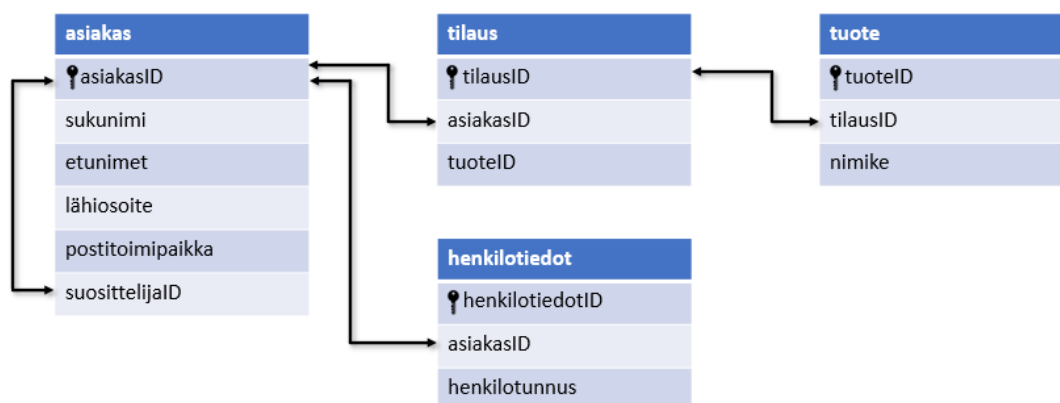 asiakas
asiakasID
sukunimi
etunimet
lähiosoite
postitoimipaikka
suosittelijaID
tilaus
tilausID
asiakasID
tuoteID
tuote
tuoteID
tilausID
nimike
henkilotiedot
henkilotiedotID
asiakasID
henkilotunnus